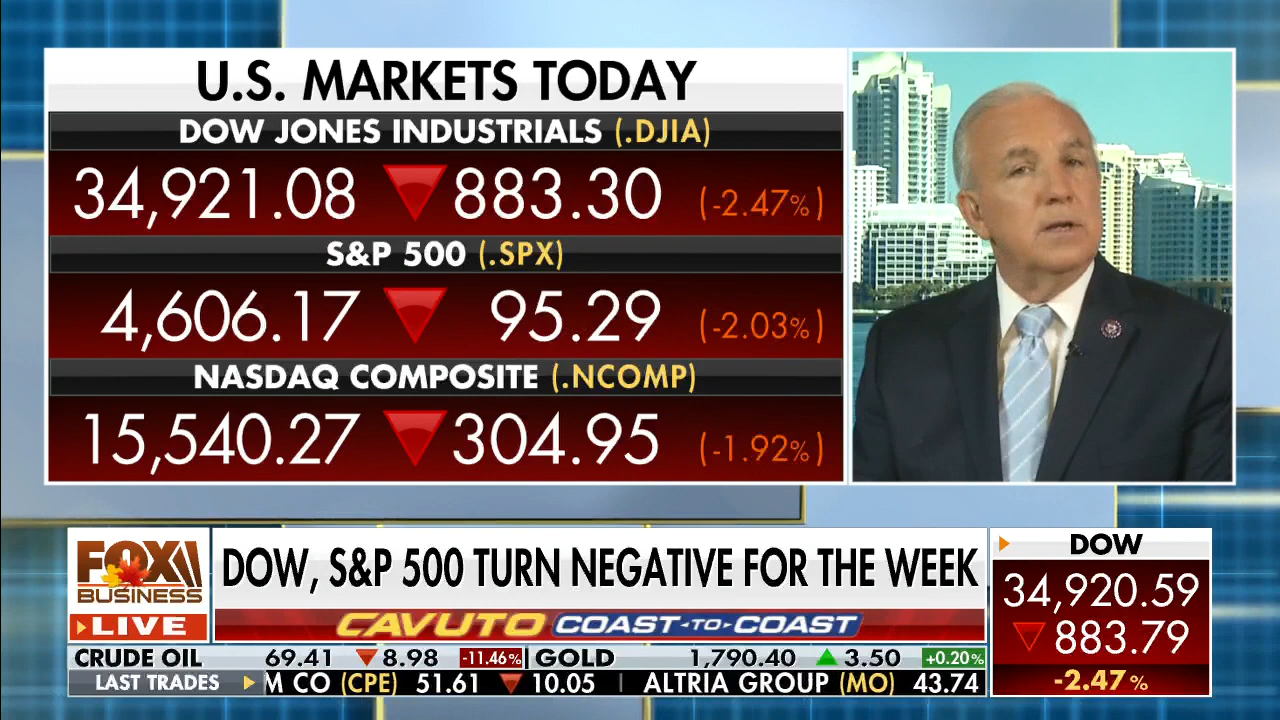 U.S. MARKETS TODAY
DOW JONES INDUSTRIALS (.DJIA)
34,921.08 ▼ 883.30 (-2.47%)
S&P 500 (.SPX)
4,606.17 ▼ 95.29 (-2.03%)
NASDAQ COMPOSITE (.NCOMP)
15,540.27 ▼ 304.95 (-1.92%)
FOX
BUSINESS
LIVE
DOW, S&P 500 TURN NEGATIVE FOR THE WEEK
CAVUTO COAST-TO-COAST
DOW
34,920.59
▼ 883.79
-2.47%
CRUDE OIL 69.41 ▼ 8.98 -11.46% GOLD 1,790.40 ▲ 3.50 +0.20%
LAST TRADES M CO (CPE) 51.61 ▼ 10.05 | ALTRIA GROUP (MO) 43.74